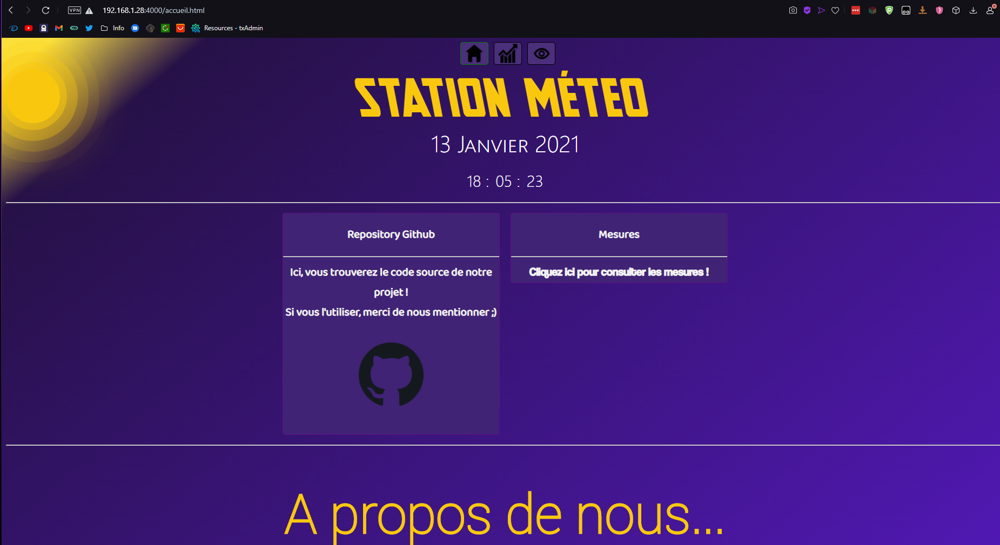 VPN
192.168.1.28:4000/accueil.html
Info
Resources - txAdmin
STATION MÉTEO
13 Janvier 2021
18 : 05 : 23
Repository Github
Ici, vous trouverez le code source de notre
projet !
Si vous l'utiliser, merci de nous mentionner ;)
Mesures
Cliquez ici pour consulter les mesures !
A propos de nous...